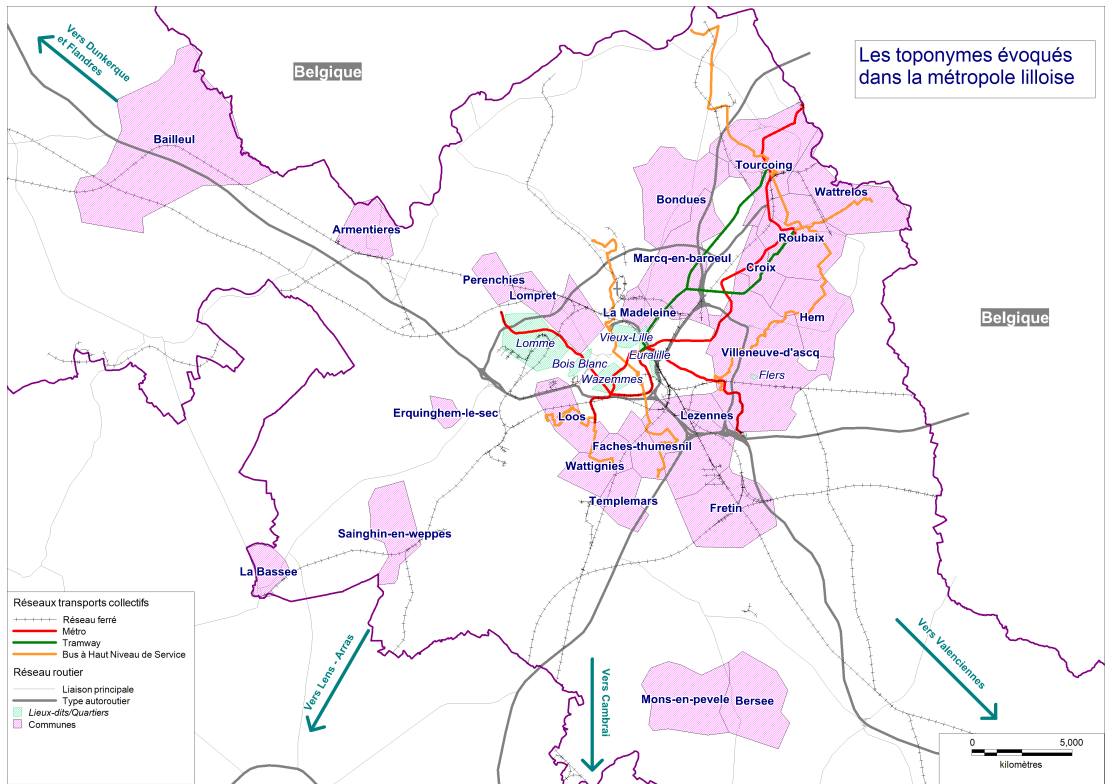 Vers Dunkerque
et Flandres
Belgique
Les toponymes évoqués
dans la métropole lilloise
Bailleul
Tourcoing
Wattrelos
Bondues
Armentieres
Roubaix
Marcq-en-baroeul
Croix
Perenchies
Lompret
La Madeleine
Hem
Belgique
Vieux-Lille
Lomme
Euralille
Villeneuve-d'ascq
Bois Blanc
Flers
Wazemmes
Erquinghem-le-sec
Loos
Lezennes
Faches-thumesnil
Wattignies
Templemars
Fretin
Sainghin-en-weppes
La Bassee
Réseaux transports collectifs
Réseau ferré
Métro
Tramway
Bus à Haut Niveau de Service
Réseau routier
Liaison principale
Type autoroutier
Lieux-dits/Quartiers
Communes
Vers Lens - Arras
Vers Cambrai
Vers Valenciennes
Mons-en-pevele
Bersee
0 5,000
kilomètres